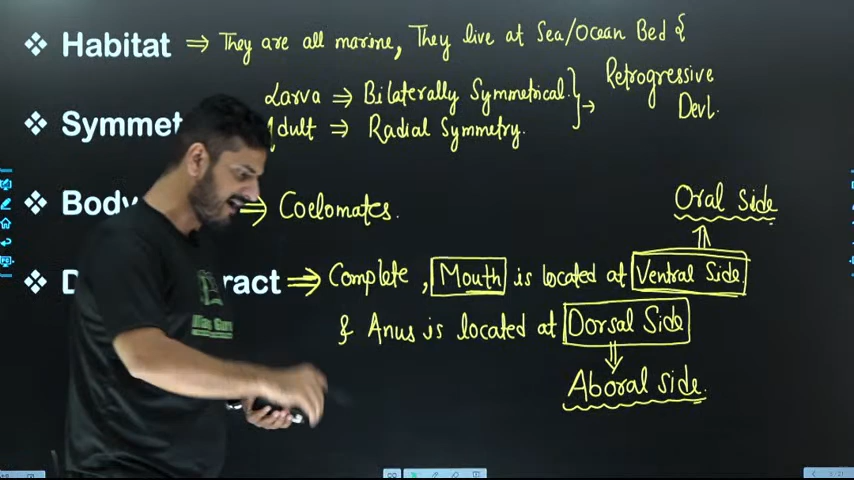 ❖ Habitat ⇒ They are all marine, They live at Sea/Ocean Bed {
Larva ⇒ Bilaterally Symmetrical } → Retrogressive Devl.
❖ Symmet dult ⇒ Radial Symmetry.
❖ Body ⇒ Coelomates.
Oral Side
❖ D ract ⇒ Complete, Mouth is located at Ventral Side
& Anus is located at Dorsal Side
Aboral side.